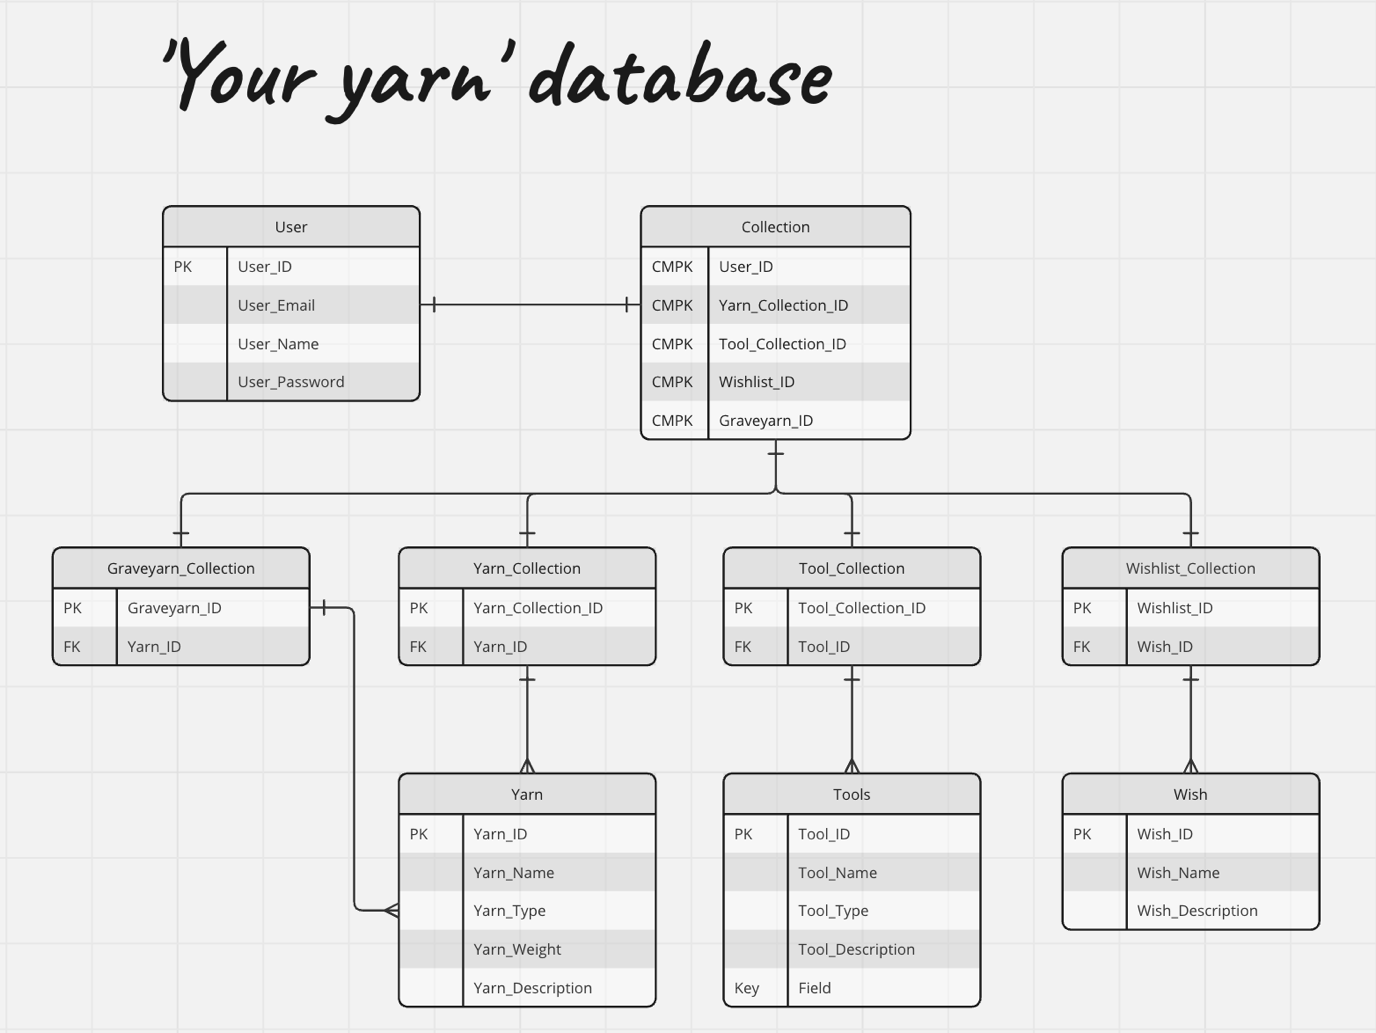 'Your yarn' database
User
PK User_ID
User_Email
User_Name
User_Password
Collection
CMPK User_ID
CMPK Yarn_Collection_ID
CMPK Tool_Collection_ID
CMPK Wishlist_ID
CMPK Graveyarn_ID
Graveyarn_Collection
PK Graveyarn_ID
FK Yarn_ID
Yarn_Collection
PK Yarn_Collection_ID
FK Yarn_ID
Tool_Collection
PK Tool_Collection_ID
FK Tool_ID
Wishlist_Collection
PK Wishlist_ID
FK Wish_ID
Yarn
PK Yarn_ID
Yarn_Name
Yarn_Type
Yarn_Weight
Yarn_Description
Tools
PK Tool_ID
Tool_Name
Tool_Type
Tool_Description
Key Field
Wish
PK Wish_ID
Wish_Name
Wish_Description